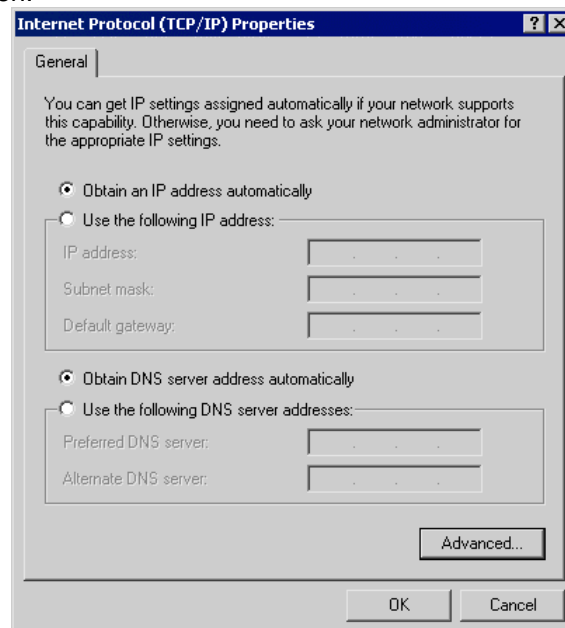 Internet Protocol (TCP/IP) Properties
General
You can get IP settings assigned automatically if your network supports
this capability. Otherwise, you need to ask your network administrator for
the appropriate IP settings.
Obtain an IP address automatically
Use the following IP address:
IP address:
Subnet mask:
Default gateway:
Obtain DNS server address automatically
Use the following DNS server addresses:
Preferred DNS server:
Alternate DNS server:
Advanced...
OK
Cancel